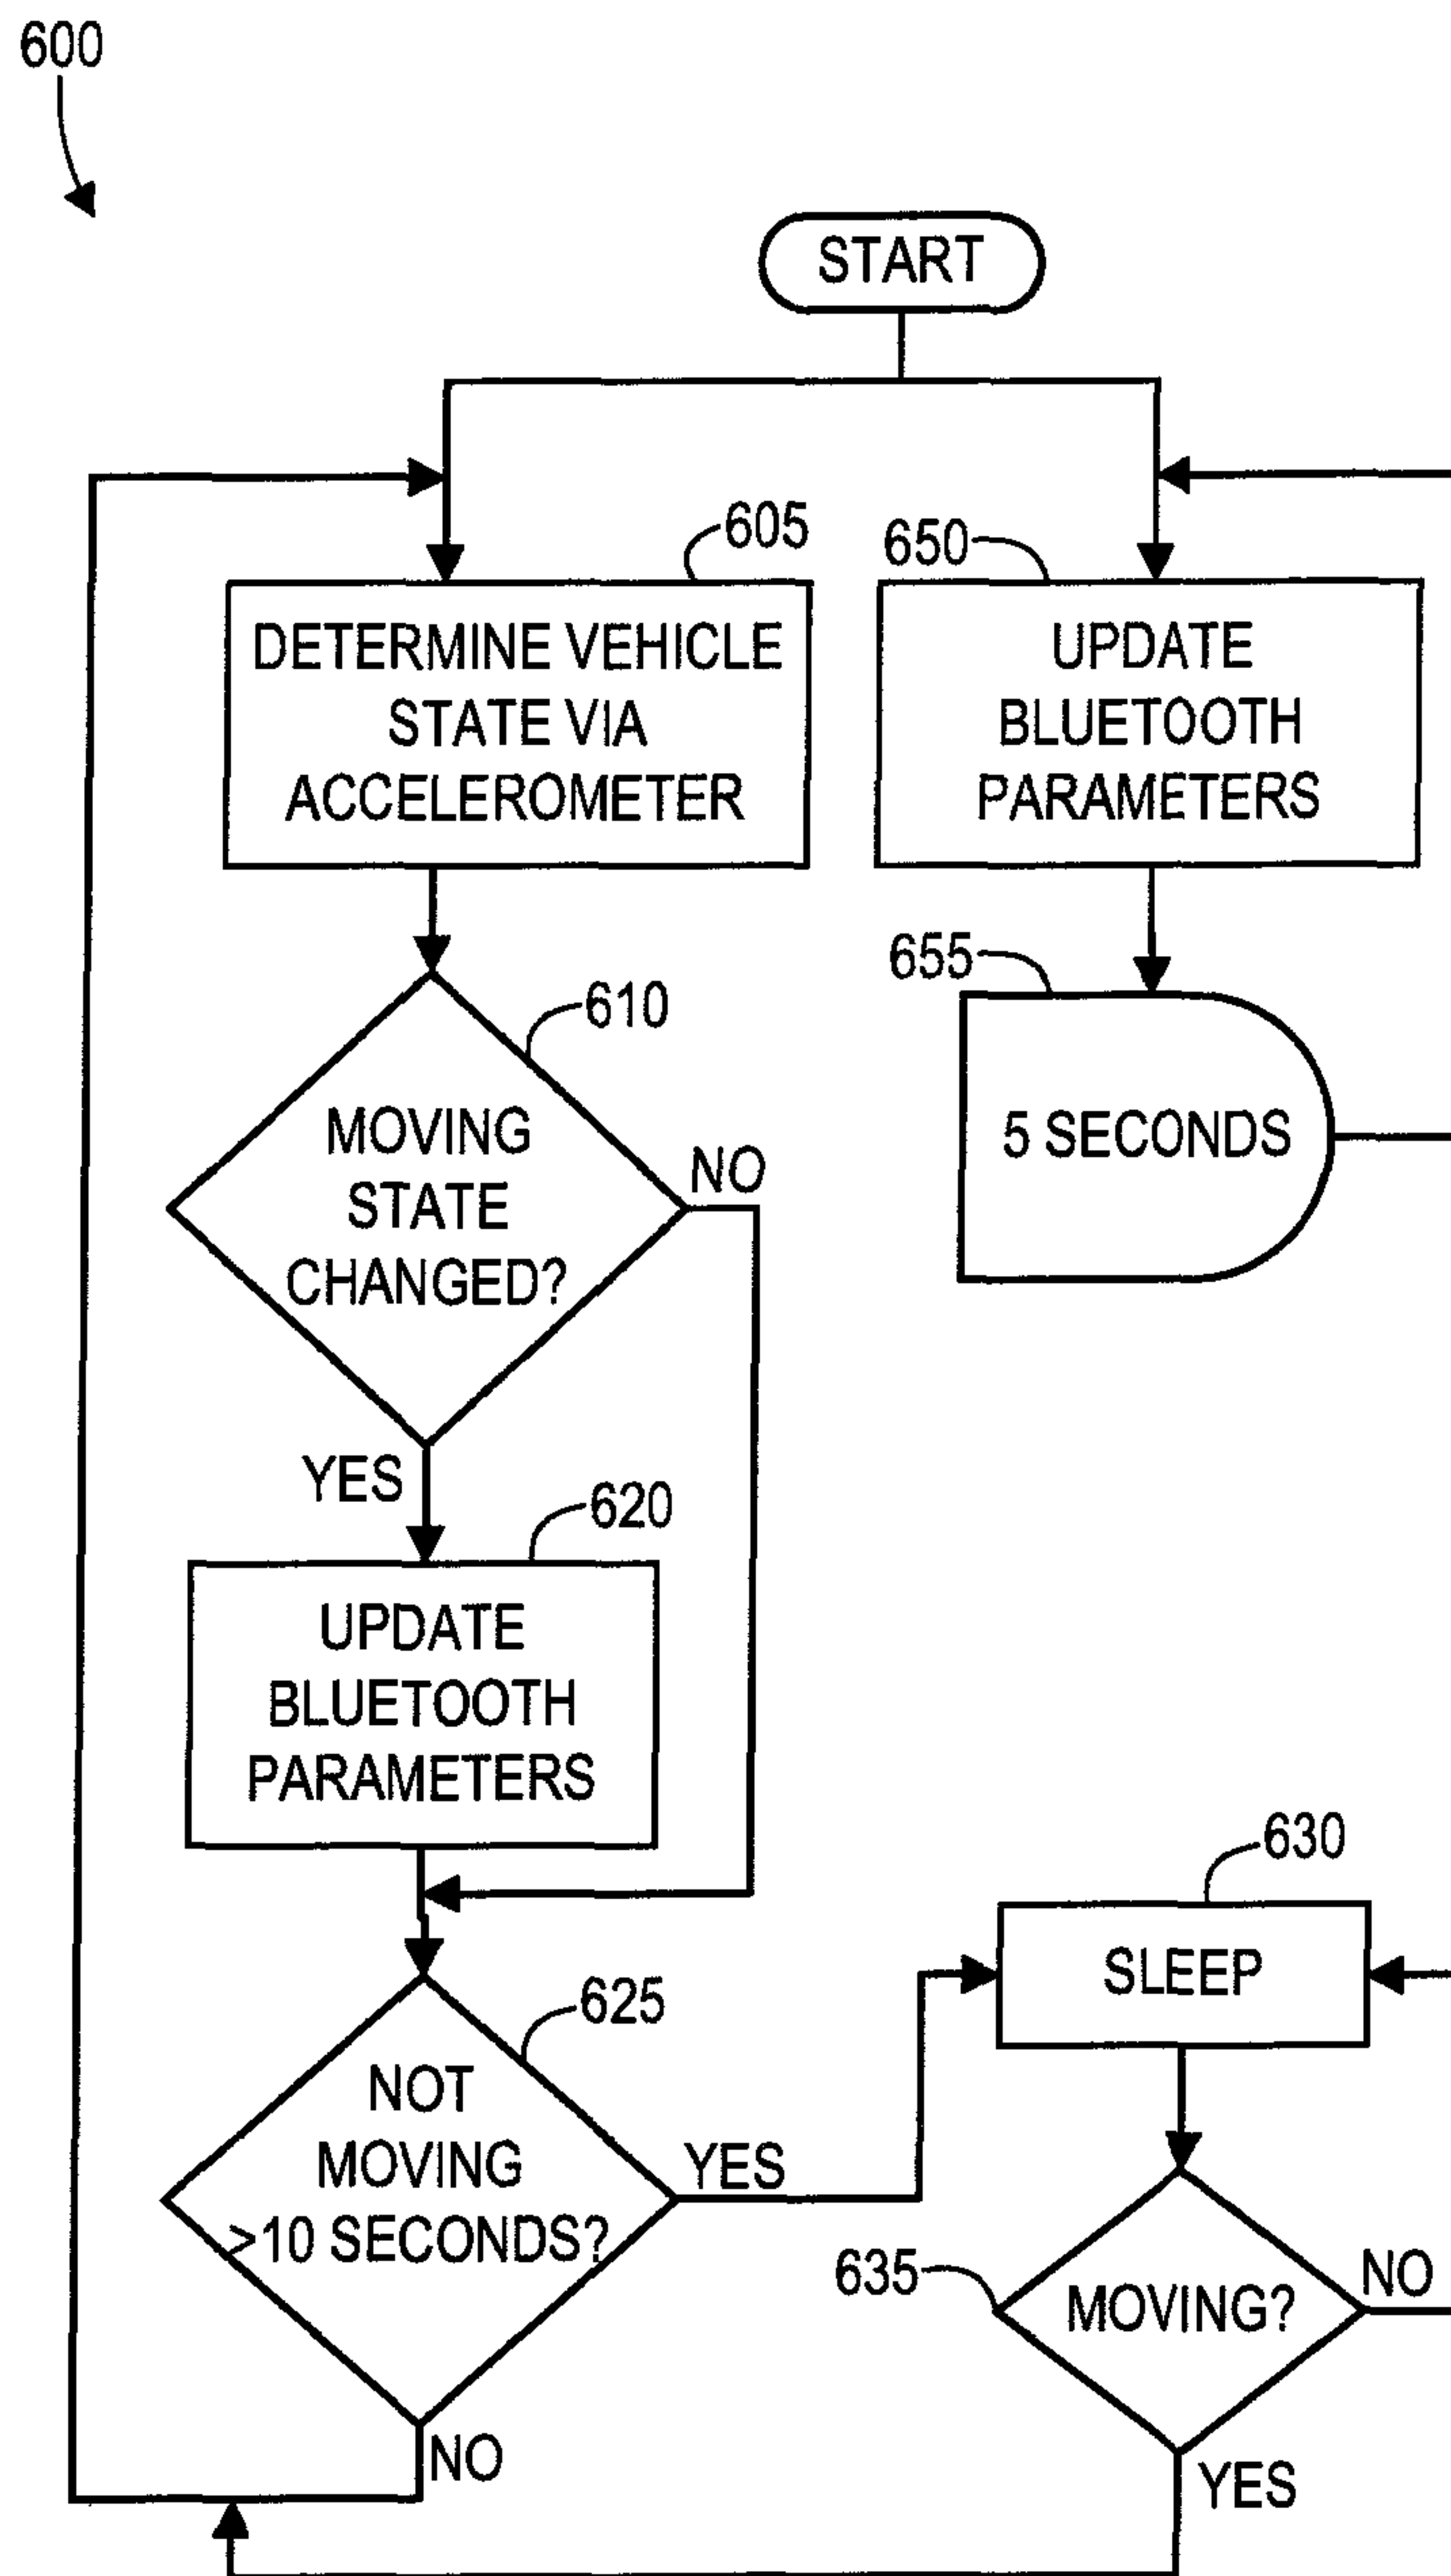 600
START
605
DETERMINE VEHICLE
STATE VIA
ACCELEROMETER
650
UPDATE
BLUETOOTH
PARAMETERS
655
5 SECONDS
610
MOVING
STATE
CHANGED?
NO
YES
620
UPDATE
BLUETOOTH
PARAMETERS
625
NOT
MOVING
>10 SECONDS?
YES
NO
630
SLEEP
635
MOVING?
NO
YES